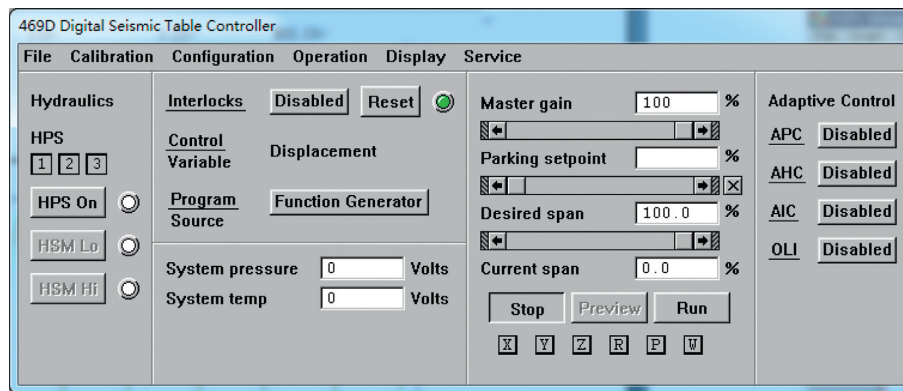 469D Digital Seismic Table Controller
File Calibration Configuration Operation Display Service
Hydraulics
HPS
1 2 3
HPS On
HSM Lo
HSM Hi
Interlocks Disabled Reset
Control
Variable
Displacement
Program
Source
Function Generator
System pressure 0 Volts
System temp 0 Volts
Master gain 100 %
Parking setpoint %
Desired span 100.0 %
Current span 0.0 %
Stop Preview Run
X Y Z R P W
Adaptive Control
APC Disabled
AHC Disabled
AIC Disabled
OLI Disabled